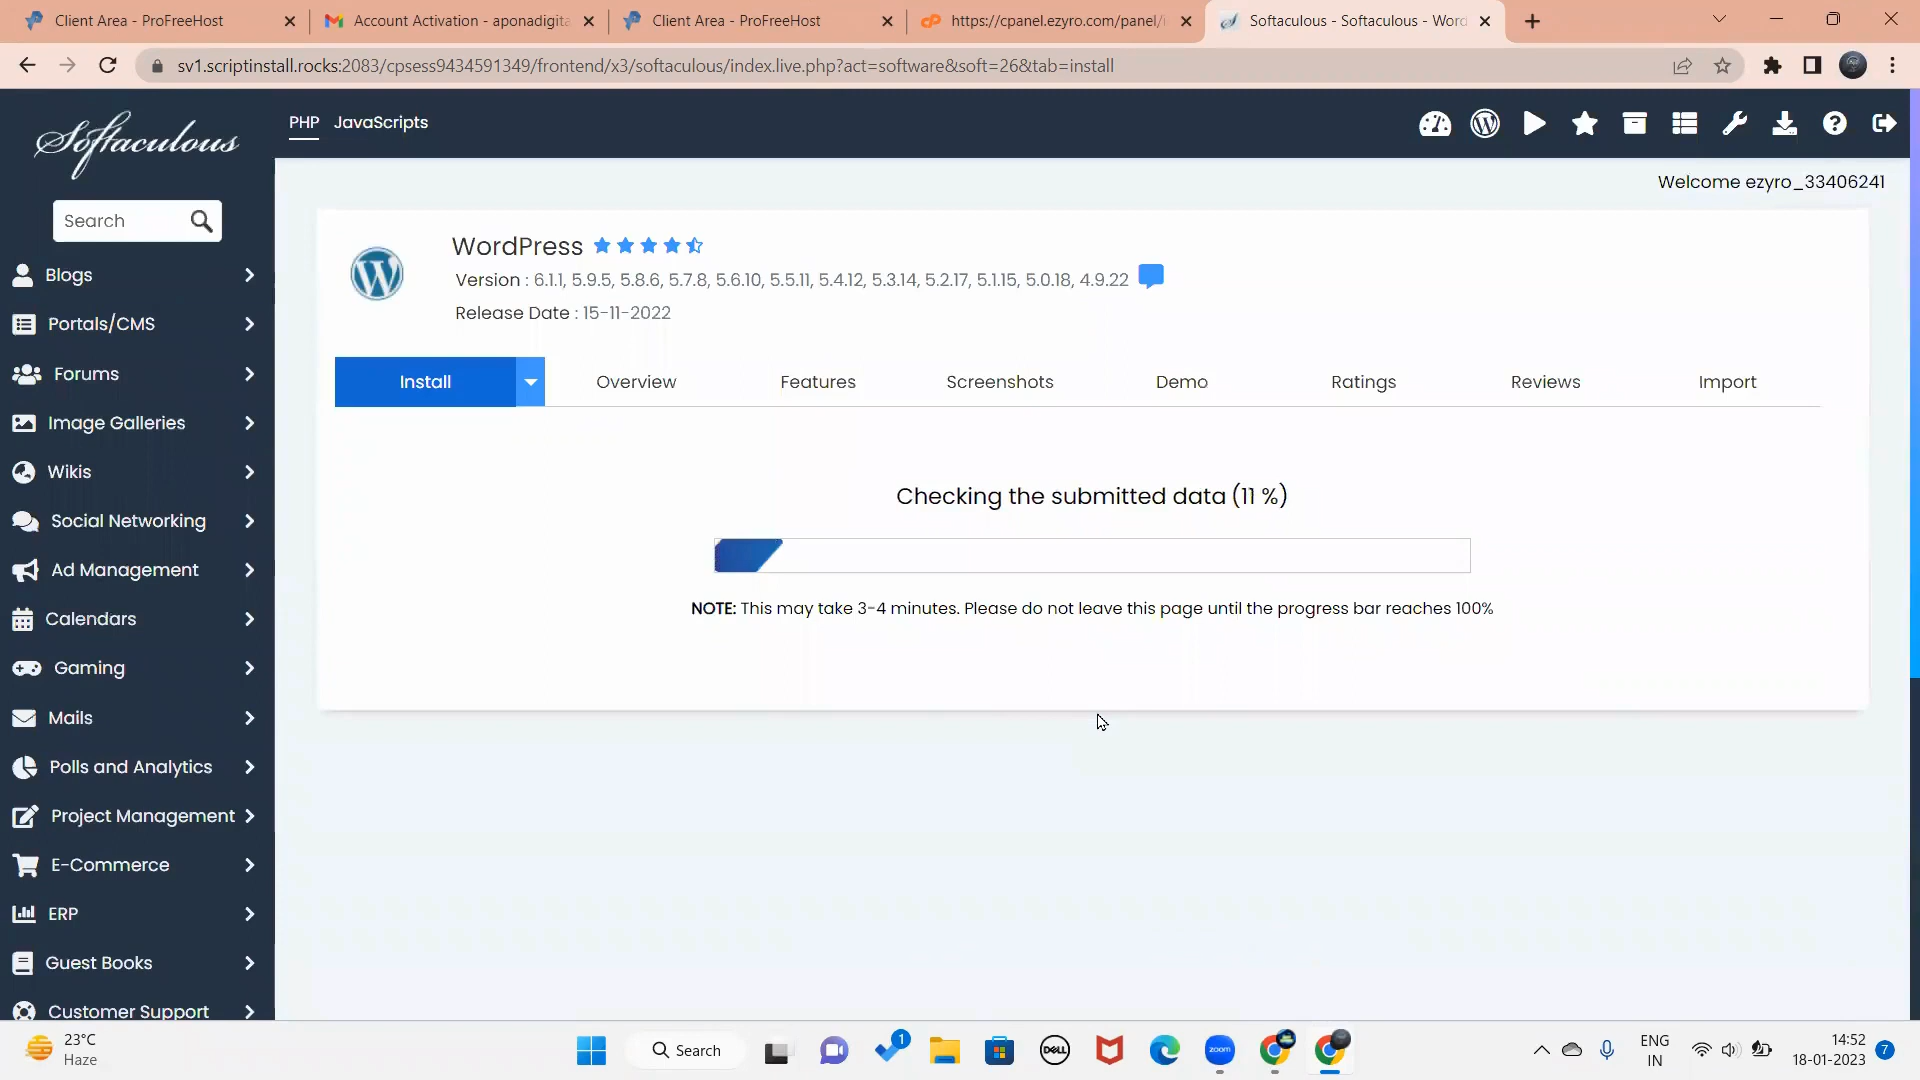 Client Area - ProFreeHost
Account Activation - aponadigita
Client Area - ProFreeHost
https://cpanel.ezyro.com/panel/i
Softaculous - Softaculous - Word
sv1.scriptinstall.rocks:2083/cpsess9434591349/frontend/x3/softaculous/index.live.php?act=software&soft=26&tab=install
Softaculous
PHP
JavaScripts
Welcome ezyro_33406241
Search
Blogs
Portals/CMS
Forums
Image Galleries
Wikis
Social Networking
Ad Management
Calendars
Gaming
Mails
Polls and Analytics
Project Management
E-Commerce
ERP
Guest Books
Customer Support
WordPress
Version : 6.1.1, 5.9.5, 5.8.6, 5.7.8, 5.6.10, 5.5.11, 5.4.12, 5.3.14, 5.2.17, 5.1.15, 5.0.18, 4.9.22
Release Date : 15-11-2022
Install
Overview
Features
Screenshots
Demo
Ratings
Reviews
Import
Checking the submitted data (11 %)
NOTE: This may take 3-4 minutes. Please do not leave this page until the progress bar reaches 100%
23°C
Haze
Search
1
DELL
zoom
ENG
IN
14:52
18-01-2023
7